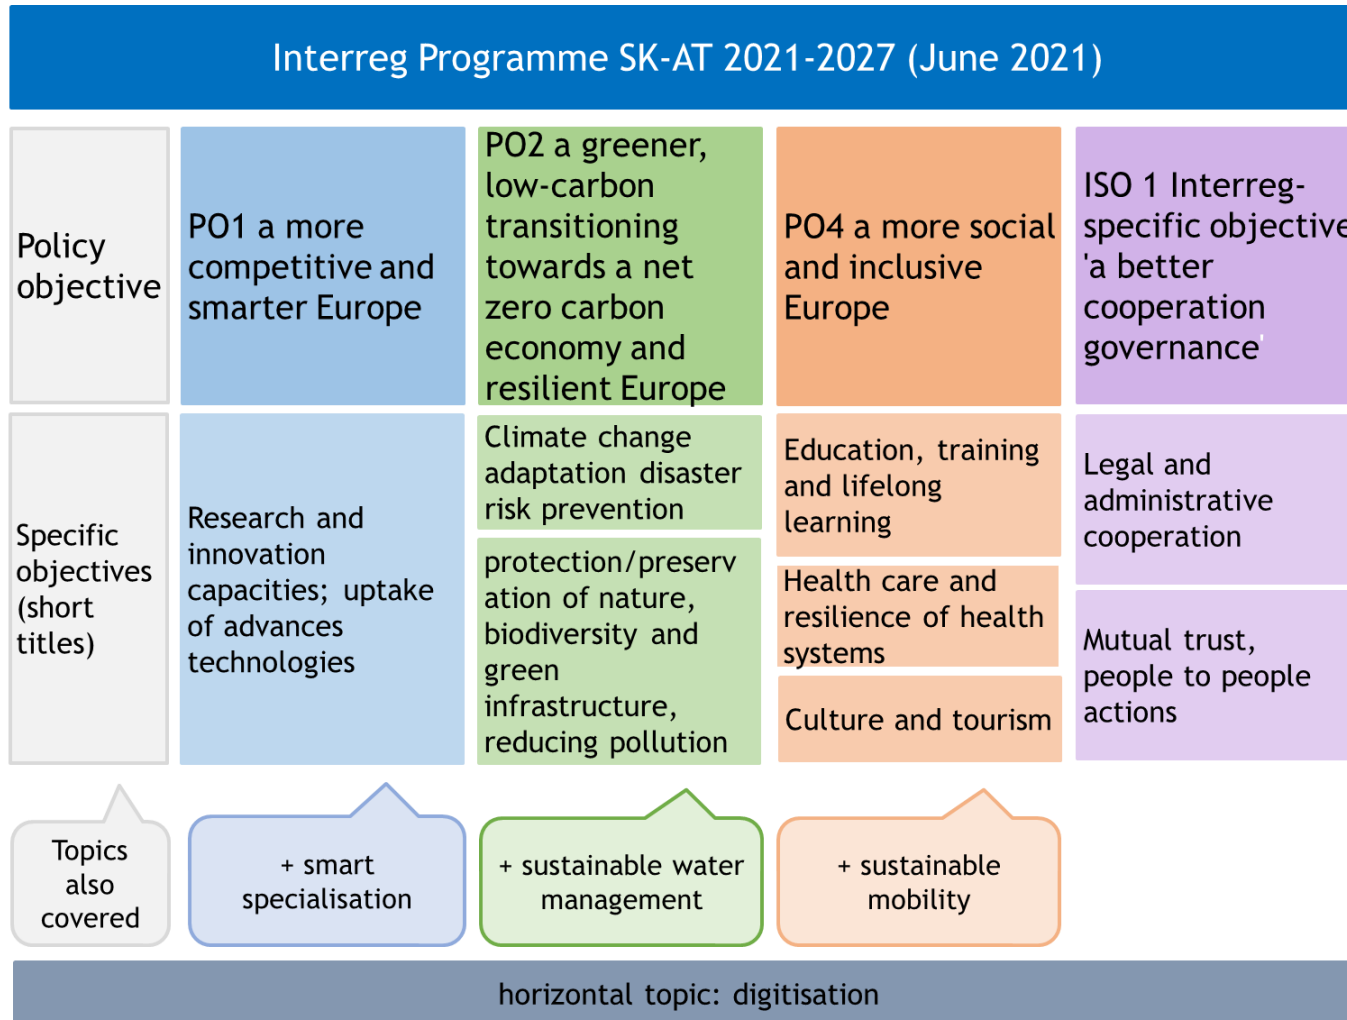 Interreg Programme SK-AT 2021-2027 (June 2021)
Policy
objective
PO1 a more
competitive and
smarter Europe
PO2 a greener,
low-carbon
transitioning
towards a net
zero carbon
economy and
resilient Europe
PO4 a more social
and inclusive
Europe
ISO 1 Interreg-
specific objective
'a better
cooperation
governance'
Specific
objectives
(short
titles)
Research and
innovation
capacities; uptake
of advances
technologies
Climate change
adaptation disaster
risk prevention
protection/preserv
ation of nature,
biodiversity and
green
infrastructure,
reducing pollution
Education, training
and lifelong
learning
Health care and
resilience of health
systems
Culture and tourism
Legal and
administrative
cooperation
Mutual trust,
people to people
actions
Topics
also
covered
+ smart
specialisation
+ sustainable water
management
+ sustainable
mobility
horizontal topic: digitisation